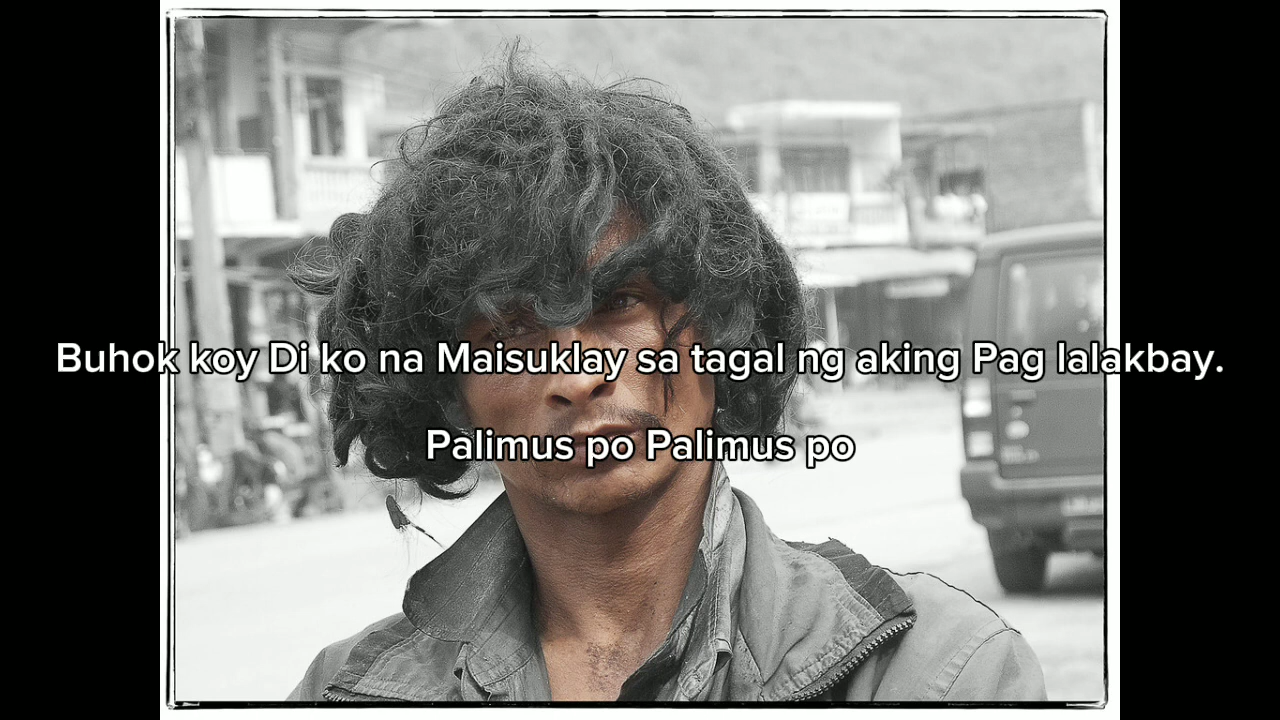 Buhok koy Di ko na Maisuklay sa tagal ng aking Pag lalakbay.
Palimus po Palimus po